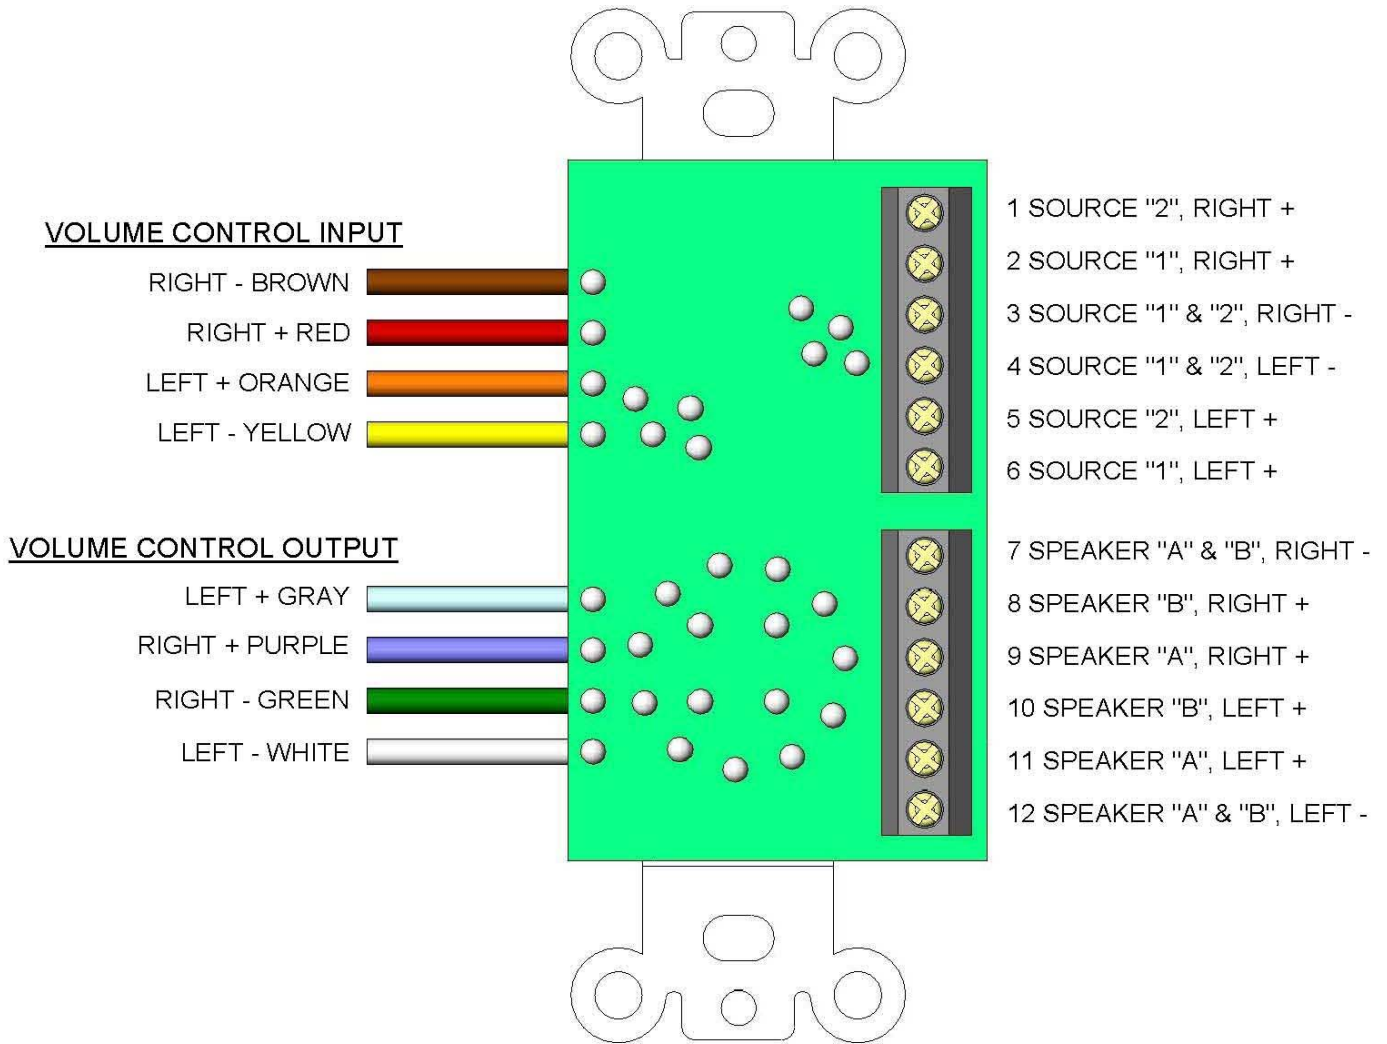 VOLUME CONTROL INPUT
RIGHT - BROWN
RIGHT + RED
LEFT + ORANGE
LEFT - YELLOW
VOLUME CONTROL OUTPUT
LEFT + GRAY
RIGHT + PURPLE
RIGHT - GREEN
LEFT - WHITE
1 SOURCE "2", RIGHT +
2 SOURCE "1", RIGHT +
3 SOURCE "1" & "2", RIGHT -
4 SOURCE "1" & "2", LEFT -
5 SOURCE "2", LEFT +
6 SOURCE "1", LEFT +
7 SPEAKER "A" & "B", RIGHT -
8 SPEAKER "B", RIGHT +
9 SPEAKER "A", RIGHT +
10 SPEAKER "B", LEFT +
11 SPEAKER "A", LEFT +
12 SPEAKER "A" & "B", LEFT -